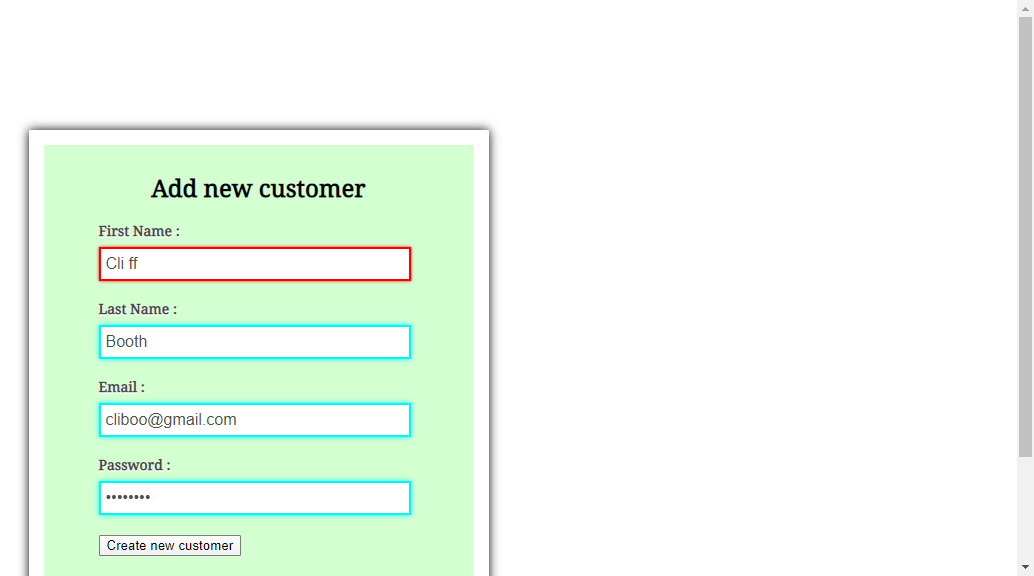 Add new customer
First Name :
Cli ff
Last Name :
Booth
Email :
cliboo@gmail.com
Password :
••••••••
Create new customer